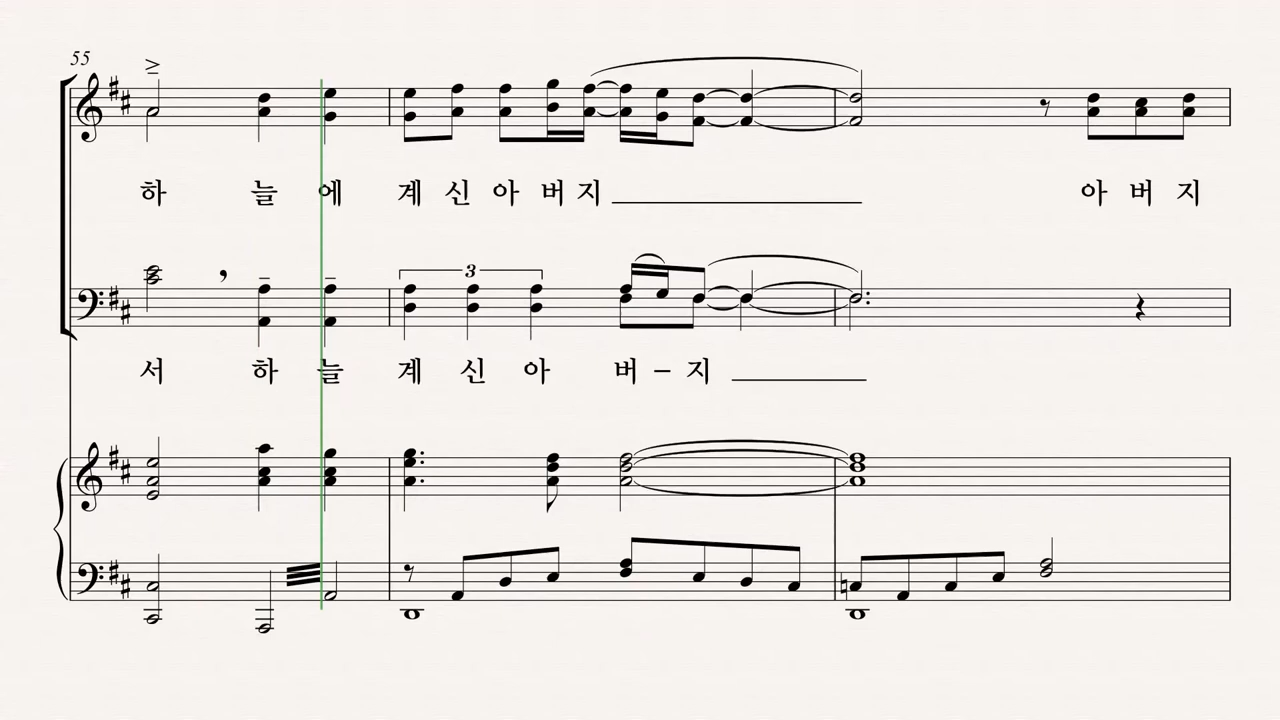 55
하 늘 에 계 신 아 버 지 아 버 지
3
서 하 늘 계 신 아 버 – 지